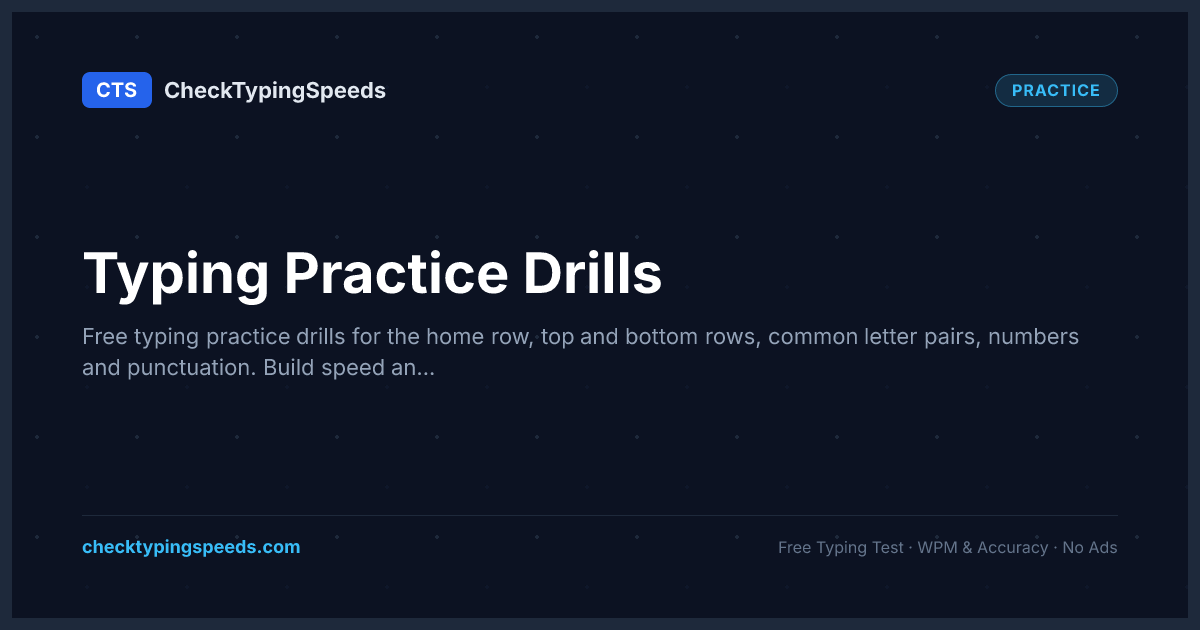 CTS CheckTypingSpeeds
PRACTICE
Typing Practice Drills
Free typing practice drills for the home row, top and bottom rows, common letter pairs, numbers
and punctuation. Build speed an...
checktypingspeeds.com
Free Typing Test · WPM & Accuracy · No Ads